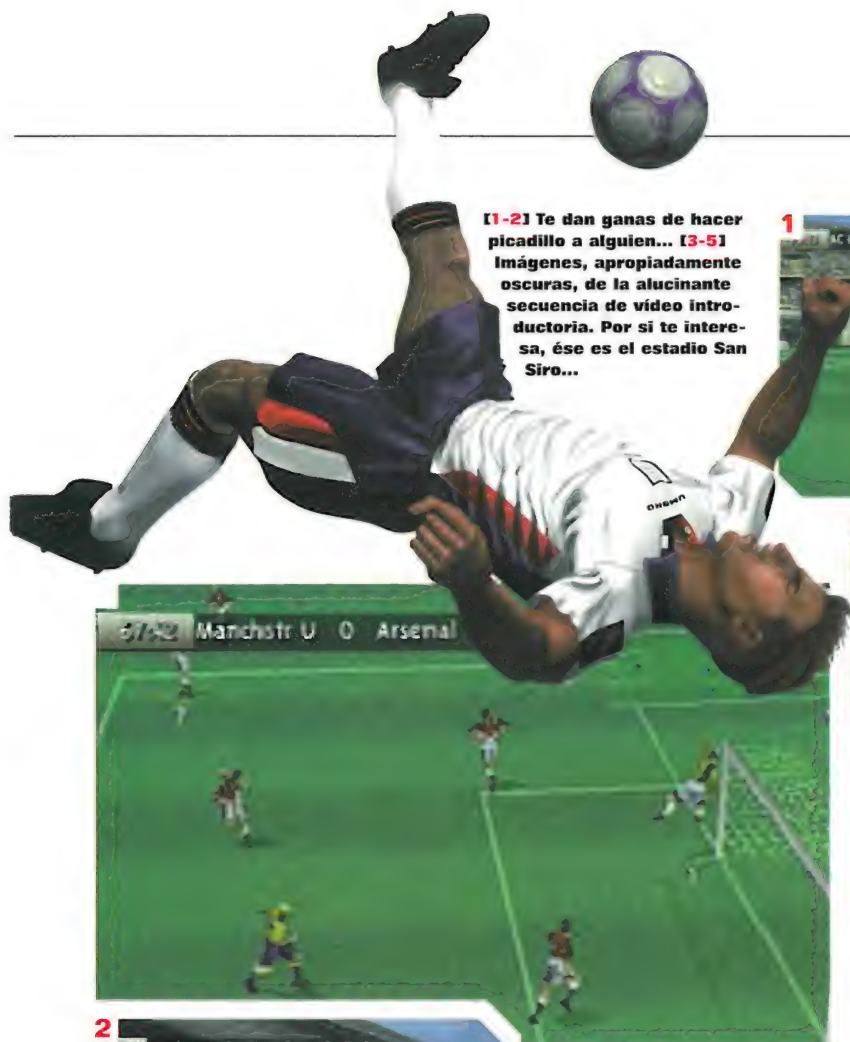 [1-2] Te dan ganas de hacer
picadillo a alguien... [3-5]
Imágenes, apropiadamente
oscuras, de la alucinante
secuencia de vídeo intro-
ductoria. Por si te intere-
sa, ése es el estadio San
Siro...
1
AC
UMBRO
Manchstr U 0 Arsenal
2